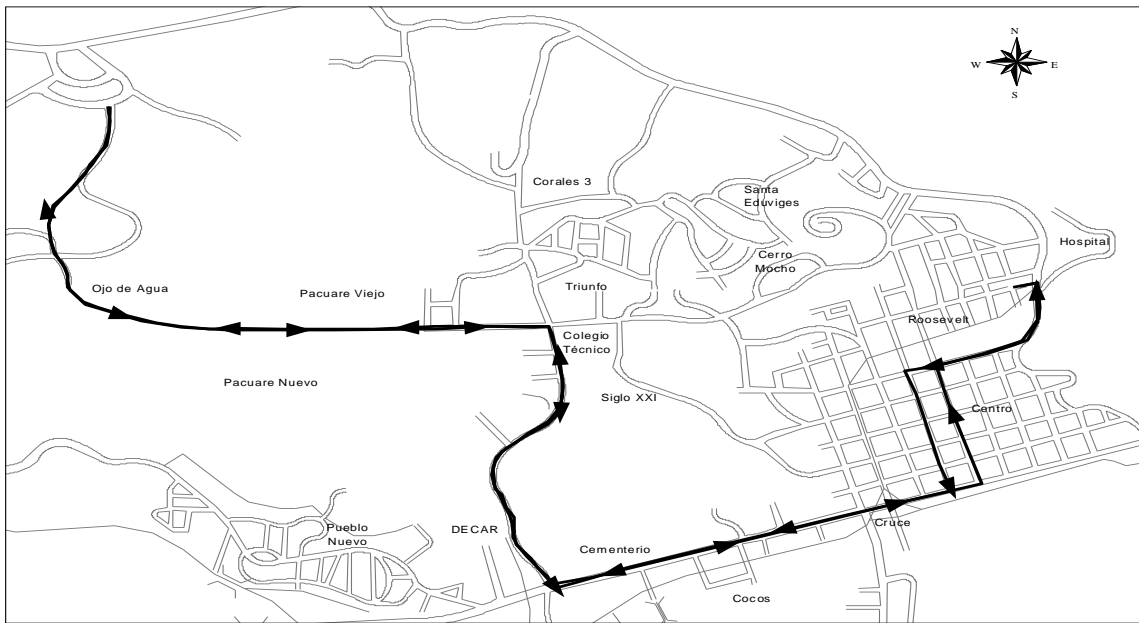 N
W
E
S
Corales 3
Santa
Eduviges
Hospital
Cerro
Mocho
Ojo de Agua
Pacuare Viejo
Triunfo
Roosevelt
Colegio
Técnico
Pacuare Nuevo
Siglo XXI
Centro
Pueblo
Nuevo
DECAR
Cementerio
Cruce
Cocos